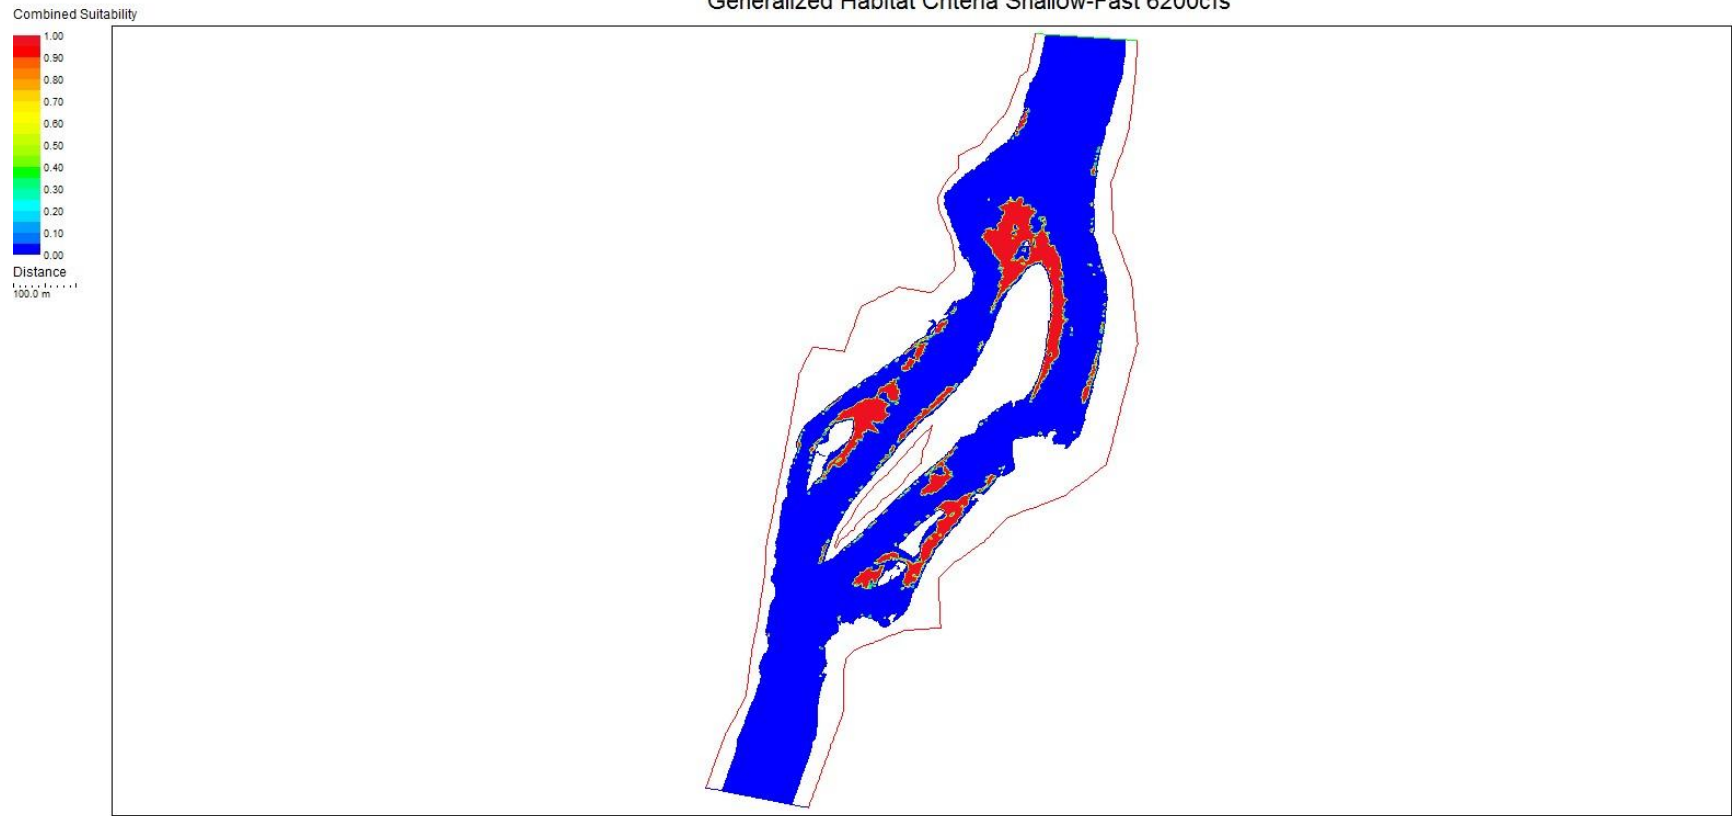 Generalized Habitat Criteria Shallow-Fast 6200cfs
Combined Suitability
1.00
0.90
0.80
0.70
0.60
0.50
0.40
0.30
0.20
0.10
0.00
Distance
100.0 m